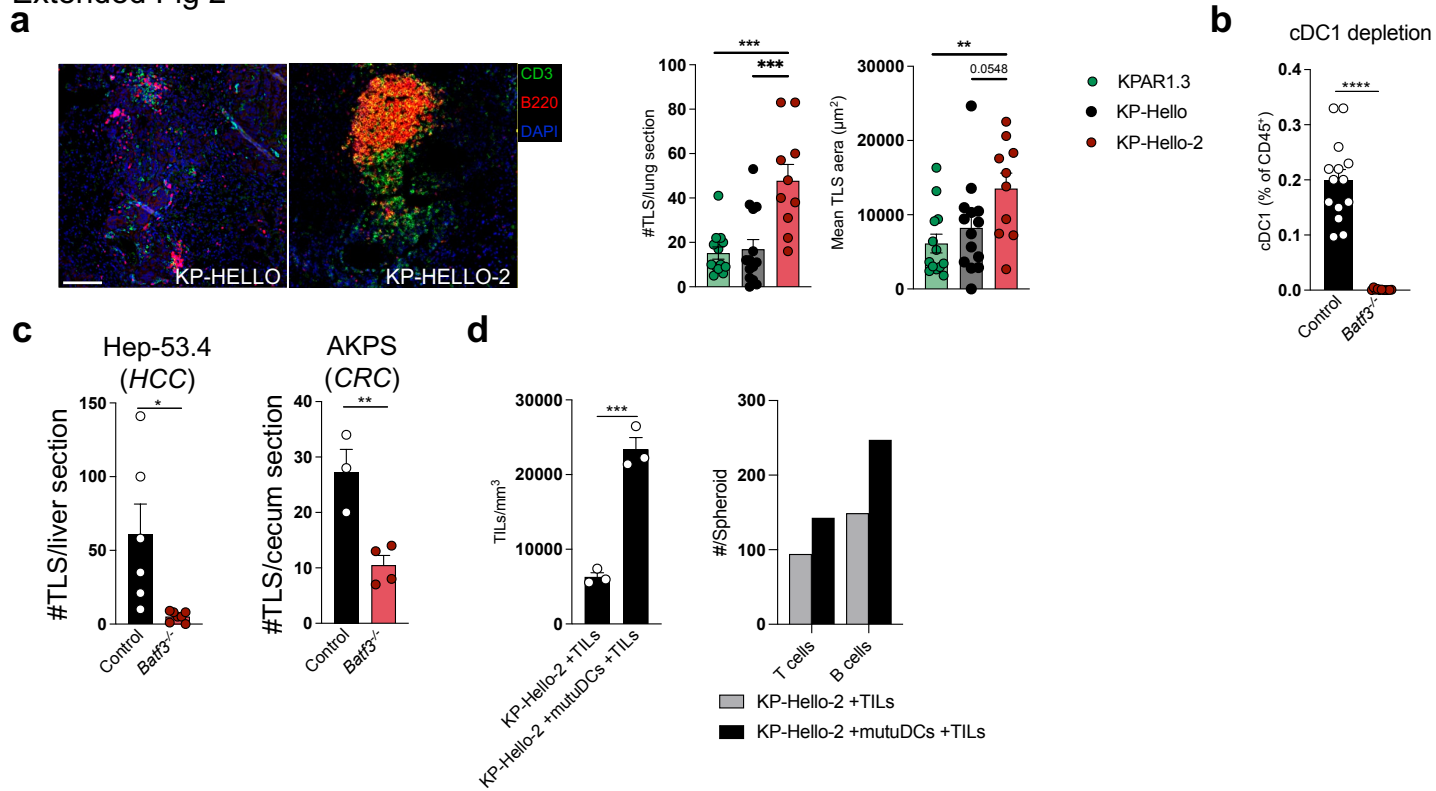 Extended Fig 2
a
CD3
B220
DAPI
KP-HELLO
KP-HELLO-2
#TLS/lung section
100
80
60
40
20
0
***
***
Mean TLS aera (µm²)
30000
20000
10000
0
**
0.0548
KPAR1.3
KP-Hello
KP-Hello-2
b
cDC1 depletion
cDC1 (% of CD45⁺)
0.4
0.3
0.2
0.1
0.0
****
Control
Batf3⁻/⁻
c
Hep-53.4
(HCC)
#TLS/liver section
150
100
50
0
*
Control
Batf3⁻/⁻
AKPS
(CRC)
#TLS/cecum section
40
30
20
10
0
**
Control
Batf3⁻/⁻
d
TILs/mm³
30000
20000
10000
0
***
KP-Hello-2 +TILs
KP-Hello-2 +mutuDCs +TILs
#/Spheroid
300
200
100
0
T cells
B cells
KP-Hello-2 +TILs
KP-Hello-2 +mutuDCs +TILs